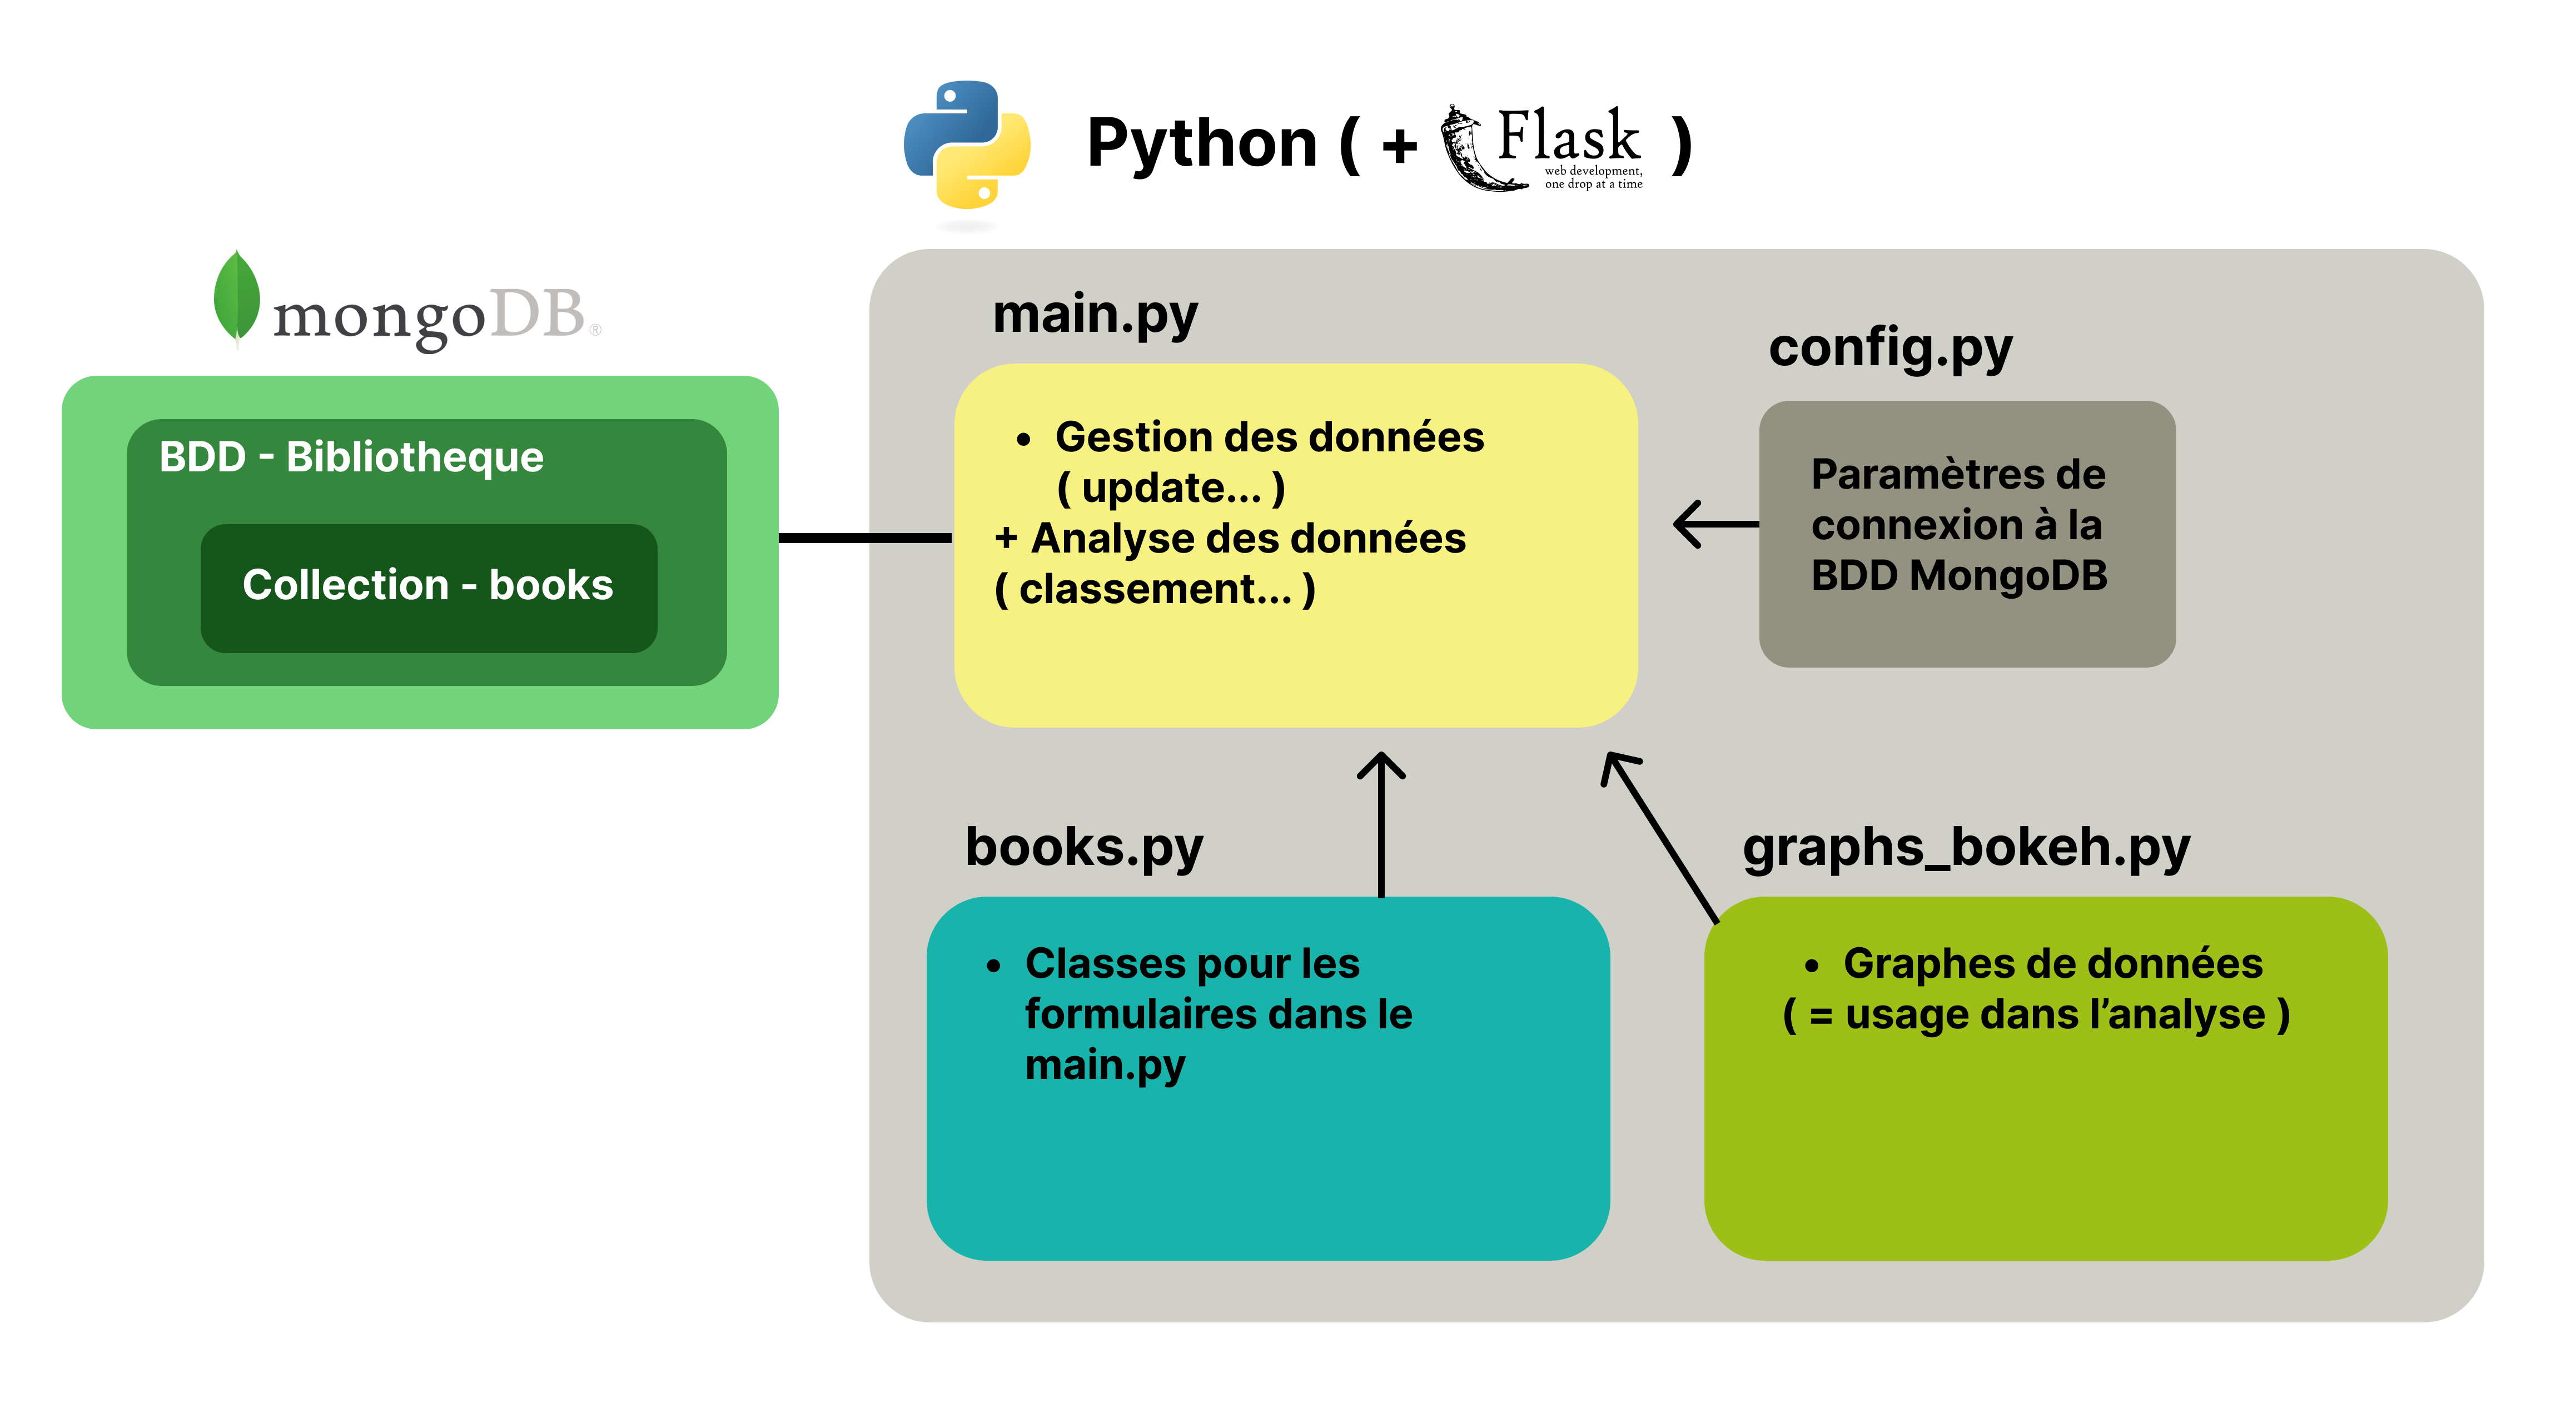 Python ( + Flask )
web development,
one drop at a time
mongoDB®
BDD - Bibliotheque
Collection - books
main.py
• Gestion des données
( update... )
+ Analyse des données
( classement... )
config.py
Paramètres de
connexion à la
BDD MongoDB
books.py
• Classes pour les
formulaires dans le
main.py
graphs_bokeh.py
• Graphes de données
( = usage dans l’analyse )